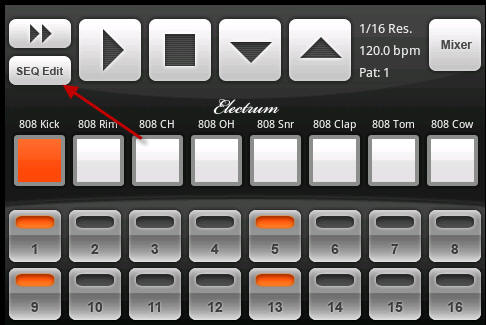 SEQ Edit
1/16 Res.
120.0 bpm
Pat: 1
Mixer
Electrum
808 Kick 808 Rim 808 CH 808 OH 808 Snr 808 Clap 808 Tom 808 Cow
1 2 3 4 5 6 7 8
9 10 11 12 13 14 15 16